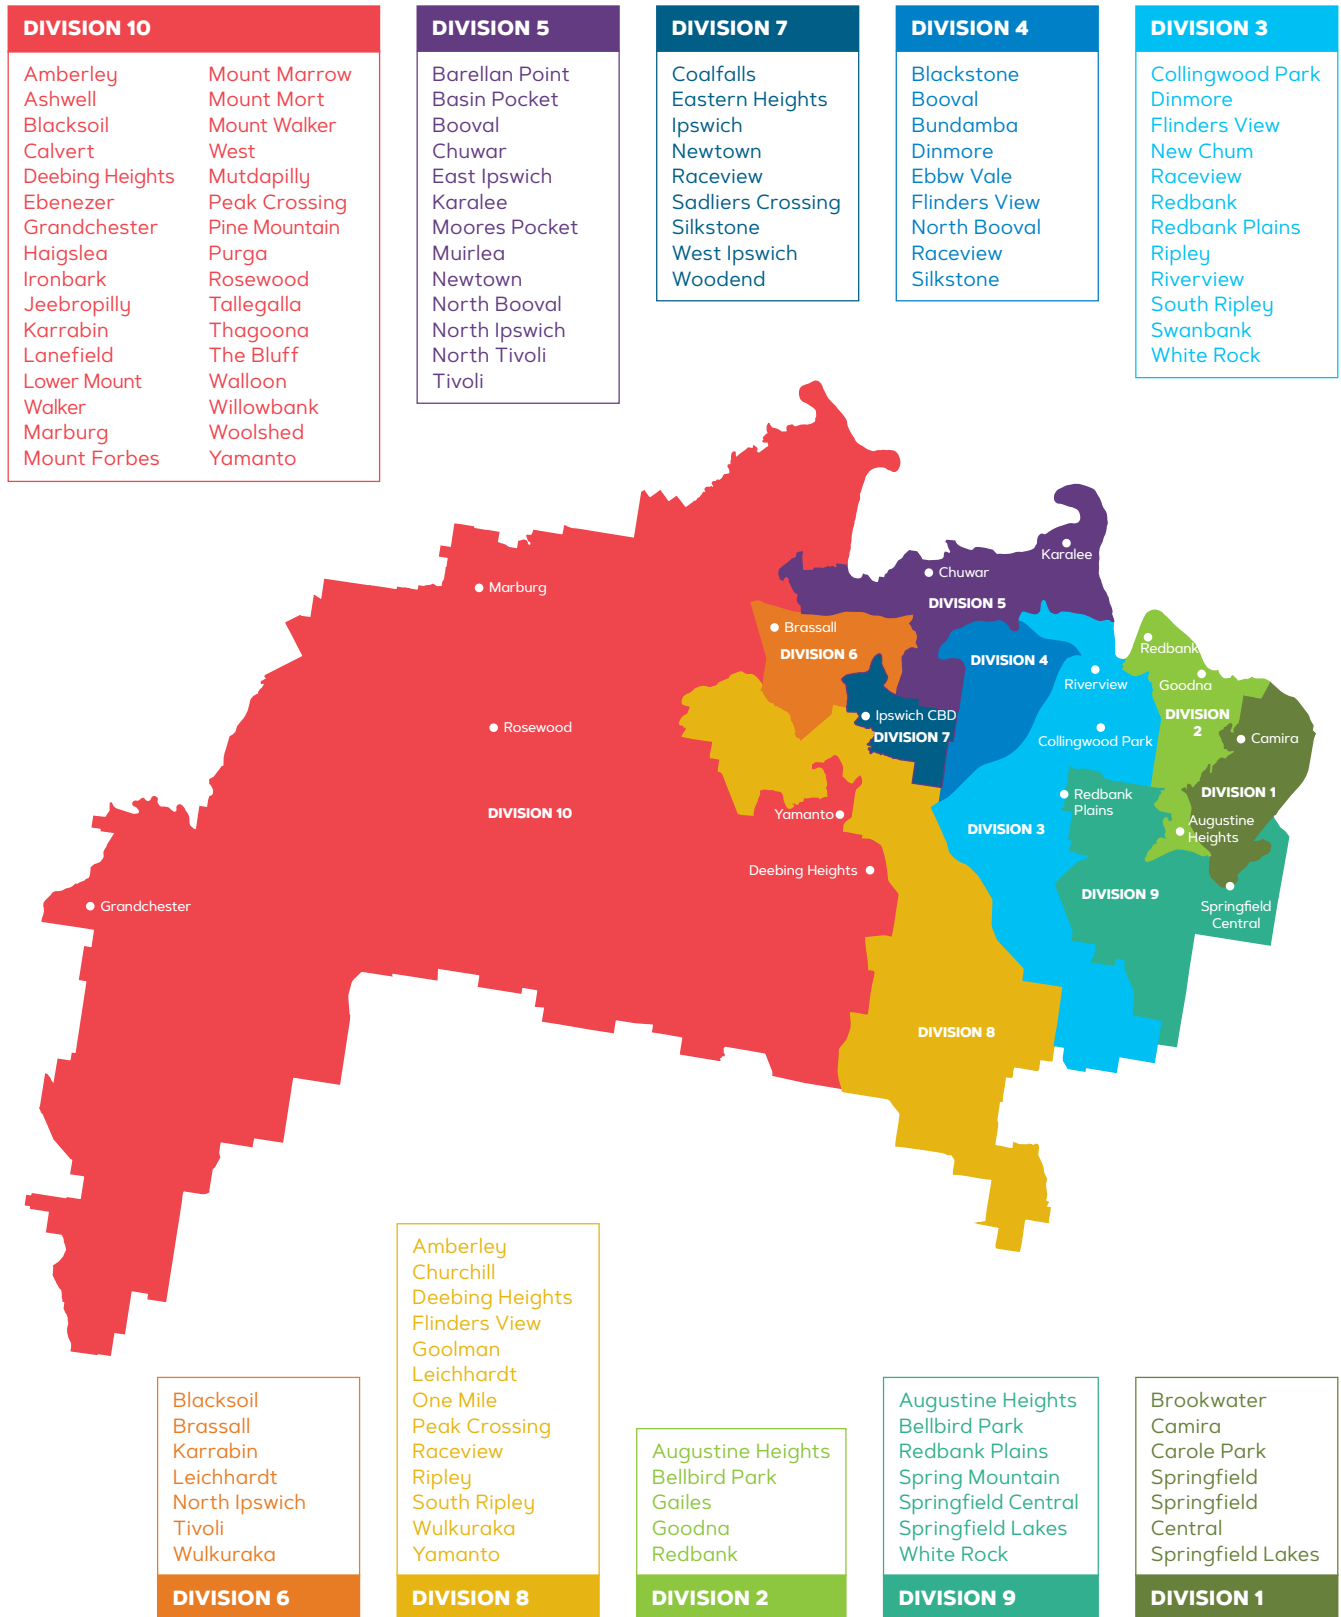 DIVISION 10
Amberley
Ashwell
Blacksoil
Calvert
Deebing Heights
Ebenezer
Grandchester
Haigslea
Ironbark
Jeebropilly
Karrabin
Lanefield
Lower Mount
Walker
Marburg
Mount Forbes
Mount Marrow
Mount Mort
Mount Walker
West
Mutdapilly
Peak Crossing
Pine Mountain
Purga
Rosewood
Tallegalla
Thagoona
The Bluff
Walloon
Willowbank
Woolshed
Yamanto
DIVISION 5
Barellan Point
Basin Pocket
Booval
Chuwar
East Ipswich
Karalee
Moores Pocket
Muirlea
Newtown
North Booval
North Ipswich
North Tivoli
Tivoli
DIVISION 7
Coalfalls
Eastern Heights
Ipswich
Newtown
Raceview
Sadliers Crossing
Silkstone
West Ipswich
Woodend
DIVISION 4
Blackstone
Booval
Bundamba
Dinmore
Ebbw Vale
Flinders View
North Booval
Raceview
Silkstone
DIVISION 3
Collingwood Park
Dinmore
Flinders View
New Chum
Raceview
Redbank
Redbank Plains
Ripley
Riverview
South Ripley
Swanbank
White Rock
Karalee
Chuwar
Marburg
DIVISION 5
Brassall
DIVISION 6
DIVISION 4
Redbank
Riverview
Goodna
Ipswich CBD
DIVISION 7
DIVISION
2
Rosewood
Collingwood Park
Camira
DIVISION 10
Yamanto
Redbank
Plains
DIVISION 1
DIVISION 3
Augustine
Heights
Deebing Heights
DIVISION 9
Grandchester
Springfield
Central
DIVISION 8
Blacksoil
Brassall
Karrabin
Leichhardt
North Ipswich
Tivoli
Wulkuraka
DIVISION 6
Amberley
Churchill
Deebing Heights
Flinders View
Goolman
Leichhardt
One Mile
Peak Crossing
Raceview
Ripley
South Ripley
Wulkuraka
Yamanto
DIVISION 8
Augustine Heights
Bellbird Park
Gailes
Goodna
Redbank
DIVISION 2
Augustine Heights
Bellbird Park
Redbank Plains
Spring Mountain
Springfield Central
Springfield Lakes
White Rock
DIVISION 9
Brookwater
Camira
Carole Park
Springfield
Springfield
Central
Springfield Lakes
DIVISION 1